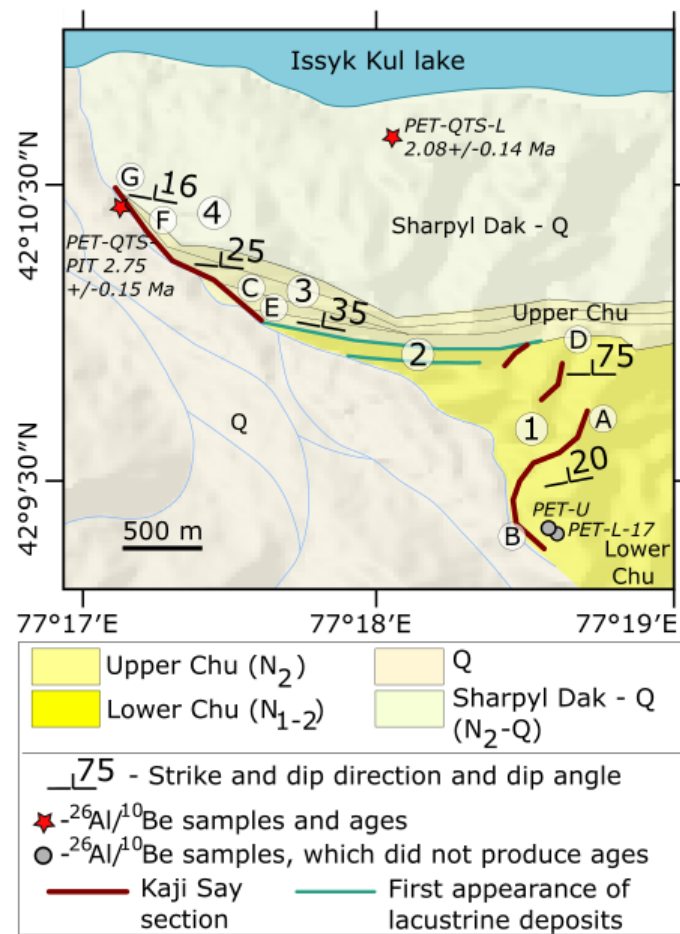 Issyk Kul lake
PET-QTS-L
2.08+/-0.14 Ma
42°10'30"N
G
16
F
4
Sharpyl Dak - Q
PET-QTS-
PIT 2.75
+/-0.15 Ma
25
C
3
E
35
Upper Chu
D
2
75
Q
1
A
42°9'30"N
20
500 m
PET-U
PET-L-17
B
Lower
Chu
77°17'E
77°18'E
77°19'E
Upper Chu (N2)
Q
Lower Chu (N1-2)
Sharpyl Dak - Q
(N2-Q)
75 - Strike and dip direction and dip angle
-26Al/10Be samples and ages
-26Al/10Be samples, which did not produce ages
Kaji Say
section
First appearance of
lacustrine deposits